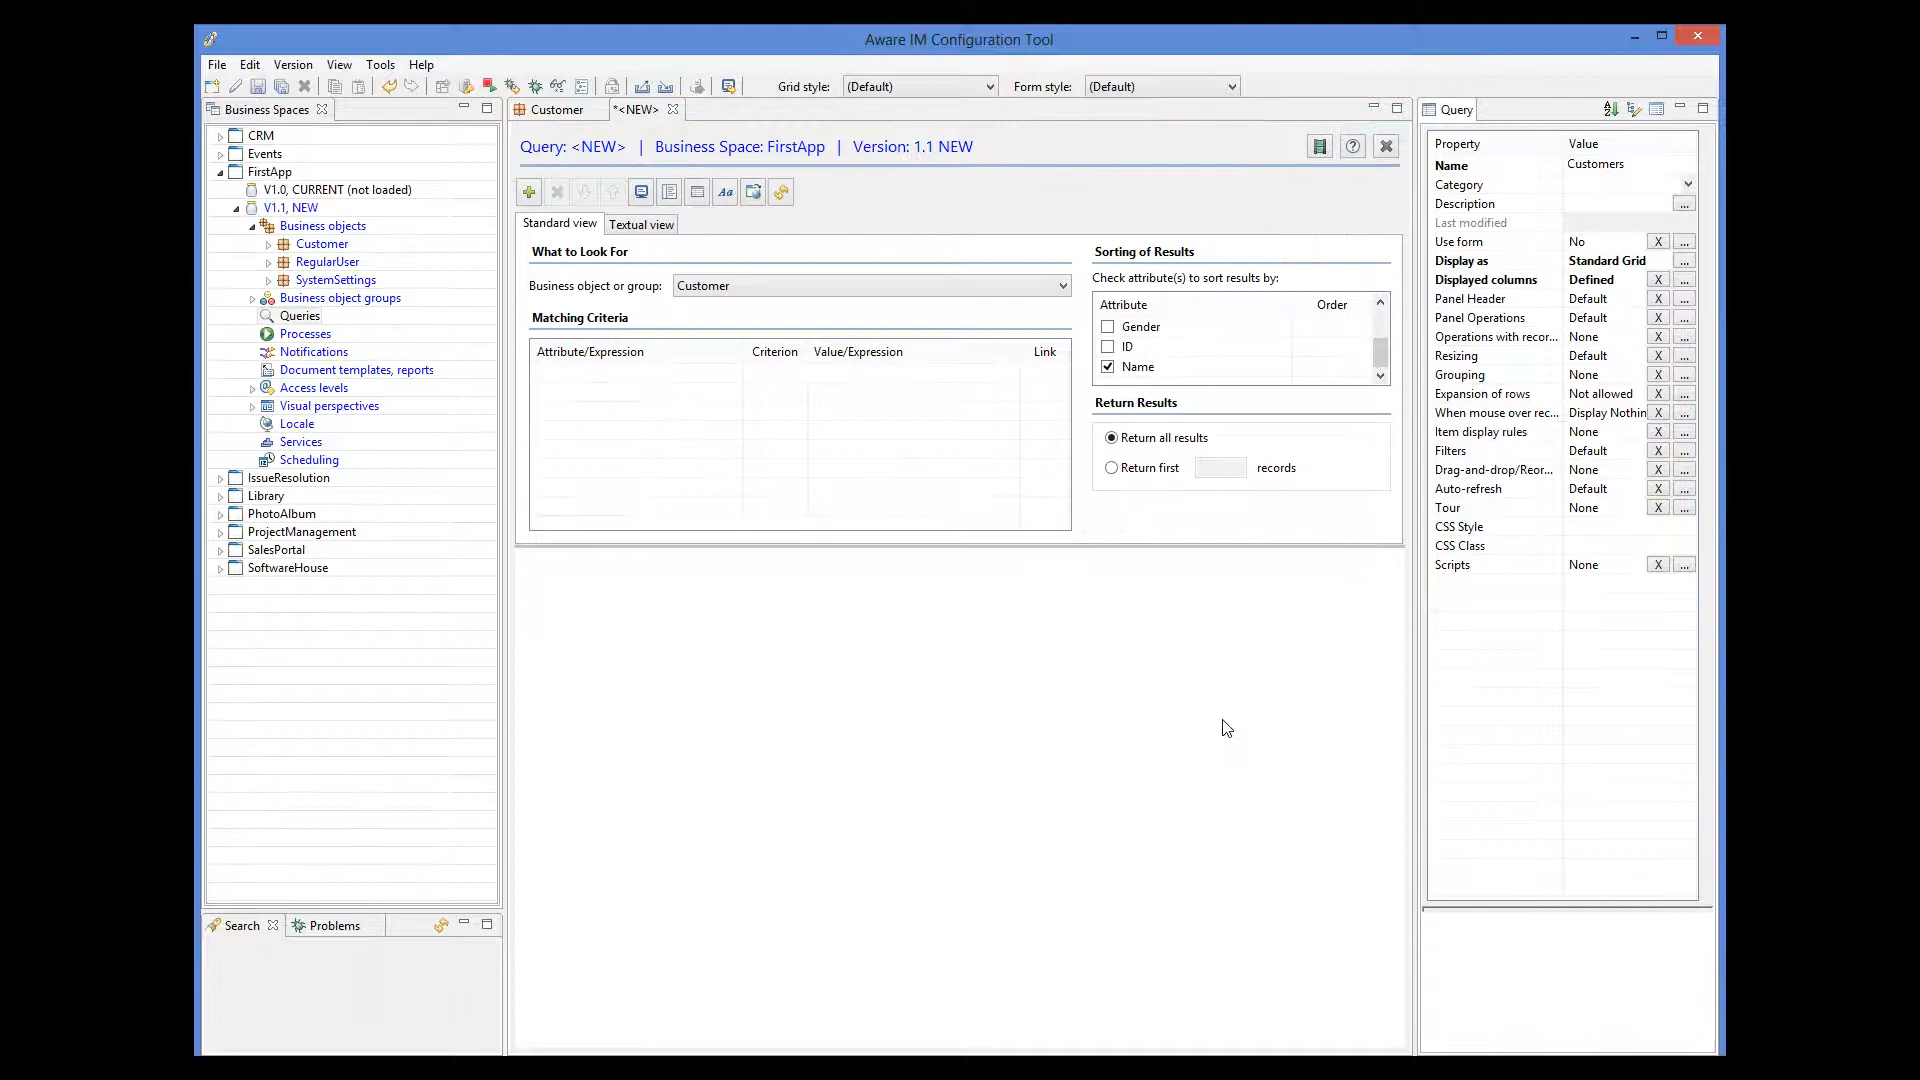 Aware IM Configuration Tool
File Edit Version View Tools Help
Grid style: (Default) Form style: (Default)
Business Spaces
CRM
Events
FirstApp
V1.0, CURRENT (not loaded)
V1.1, NEW
Business objects
Customer
RegularUser
SystemSettings
Business object groups
Queries
Processes
Notifications
Document templates, reports
Access levels
Visual perspectives
Locale
Services
Scheduling
IssueResolution
Library
PhotoAlbum
ProjectManagement
SalesPortal
SoftwareHouse
Search Problems
Customer *<NEW>
Query: <NEW> | Business Space: FirstApp | Version: 1.1 NEW
Aa
Standard view Textual view
What to Look For
Business object or group: Customer
Matching Criteria
Attribute/Expression Criterion Value/Expression Link
Sorting of Results
Check attribute(s) to sort results by:
Attribute Order
Gender
ID
Name
Return Results
Return all results
Return first records
Query
Property Value
Name Customers
Category
Description ...
Last modified
Use form No X ...
Display as Standard Grid ...
Displayed columns Defined X ...
Panel Header Default X ...
Panel Operations Default X ...
Operations with recor... None X ...
Resizing Default X ...
Grouping None X ...
Expansion of rows Not allowed X ...
When mouse over rec... Display Nothin X ...
Item display rules None X ...
Filters Default X ...
Drag-and-drop/Reor... None X ...
Auto-refresh Default X ...
Tour None X ...
CSS Style
CSS Class
Scripts None X ...